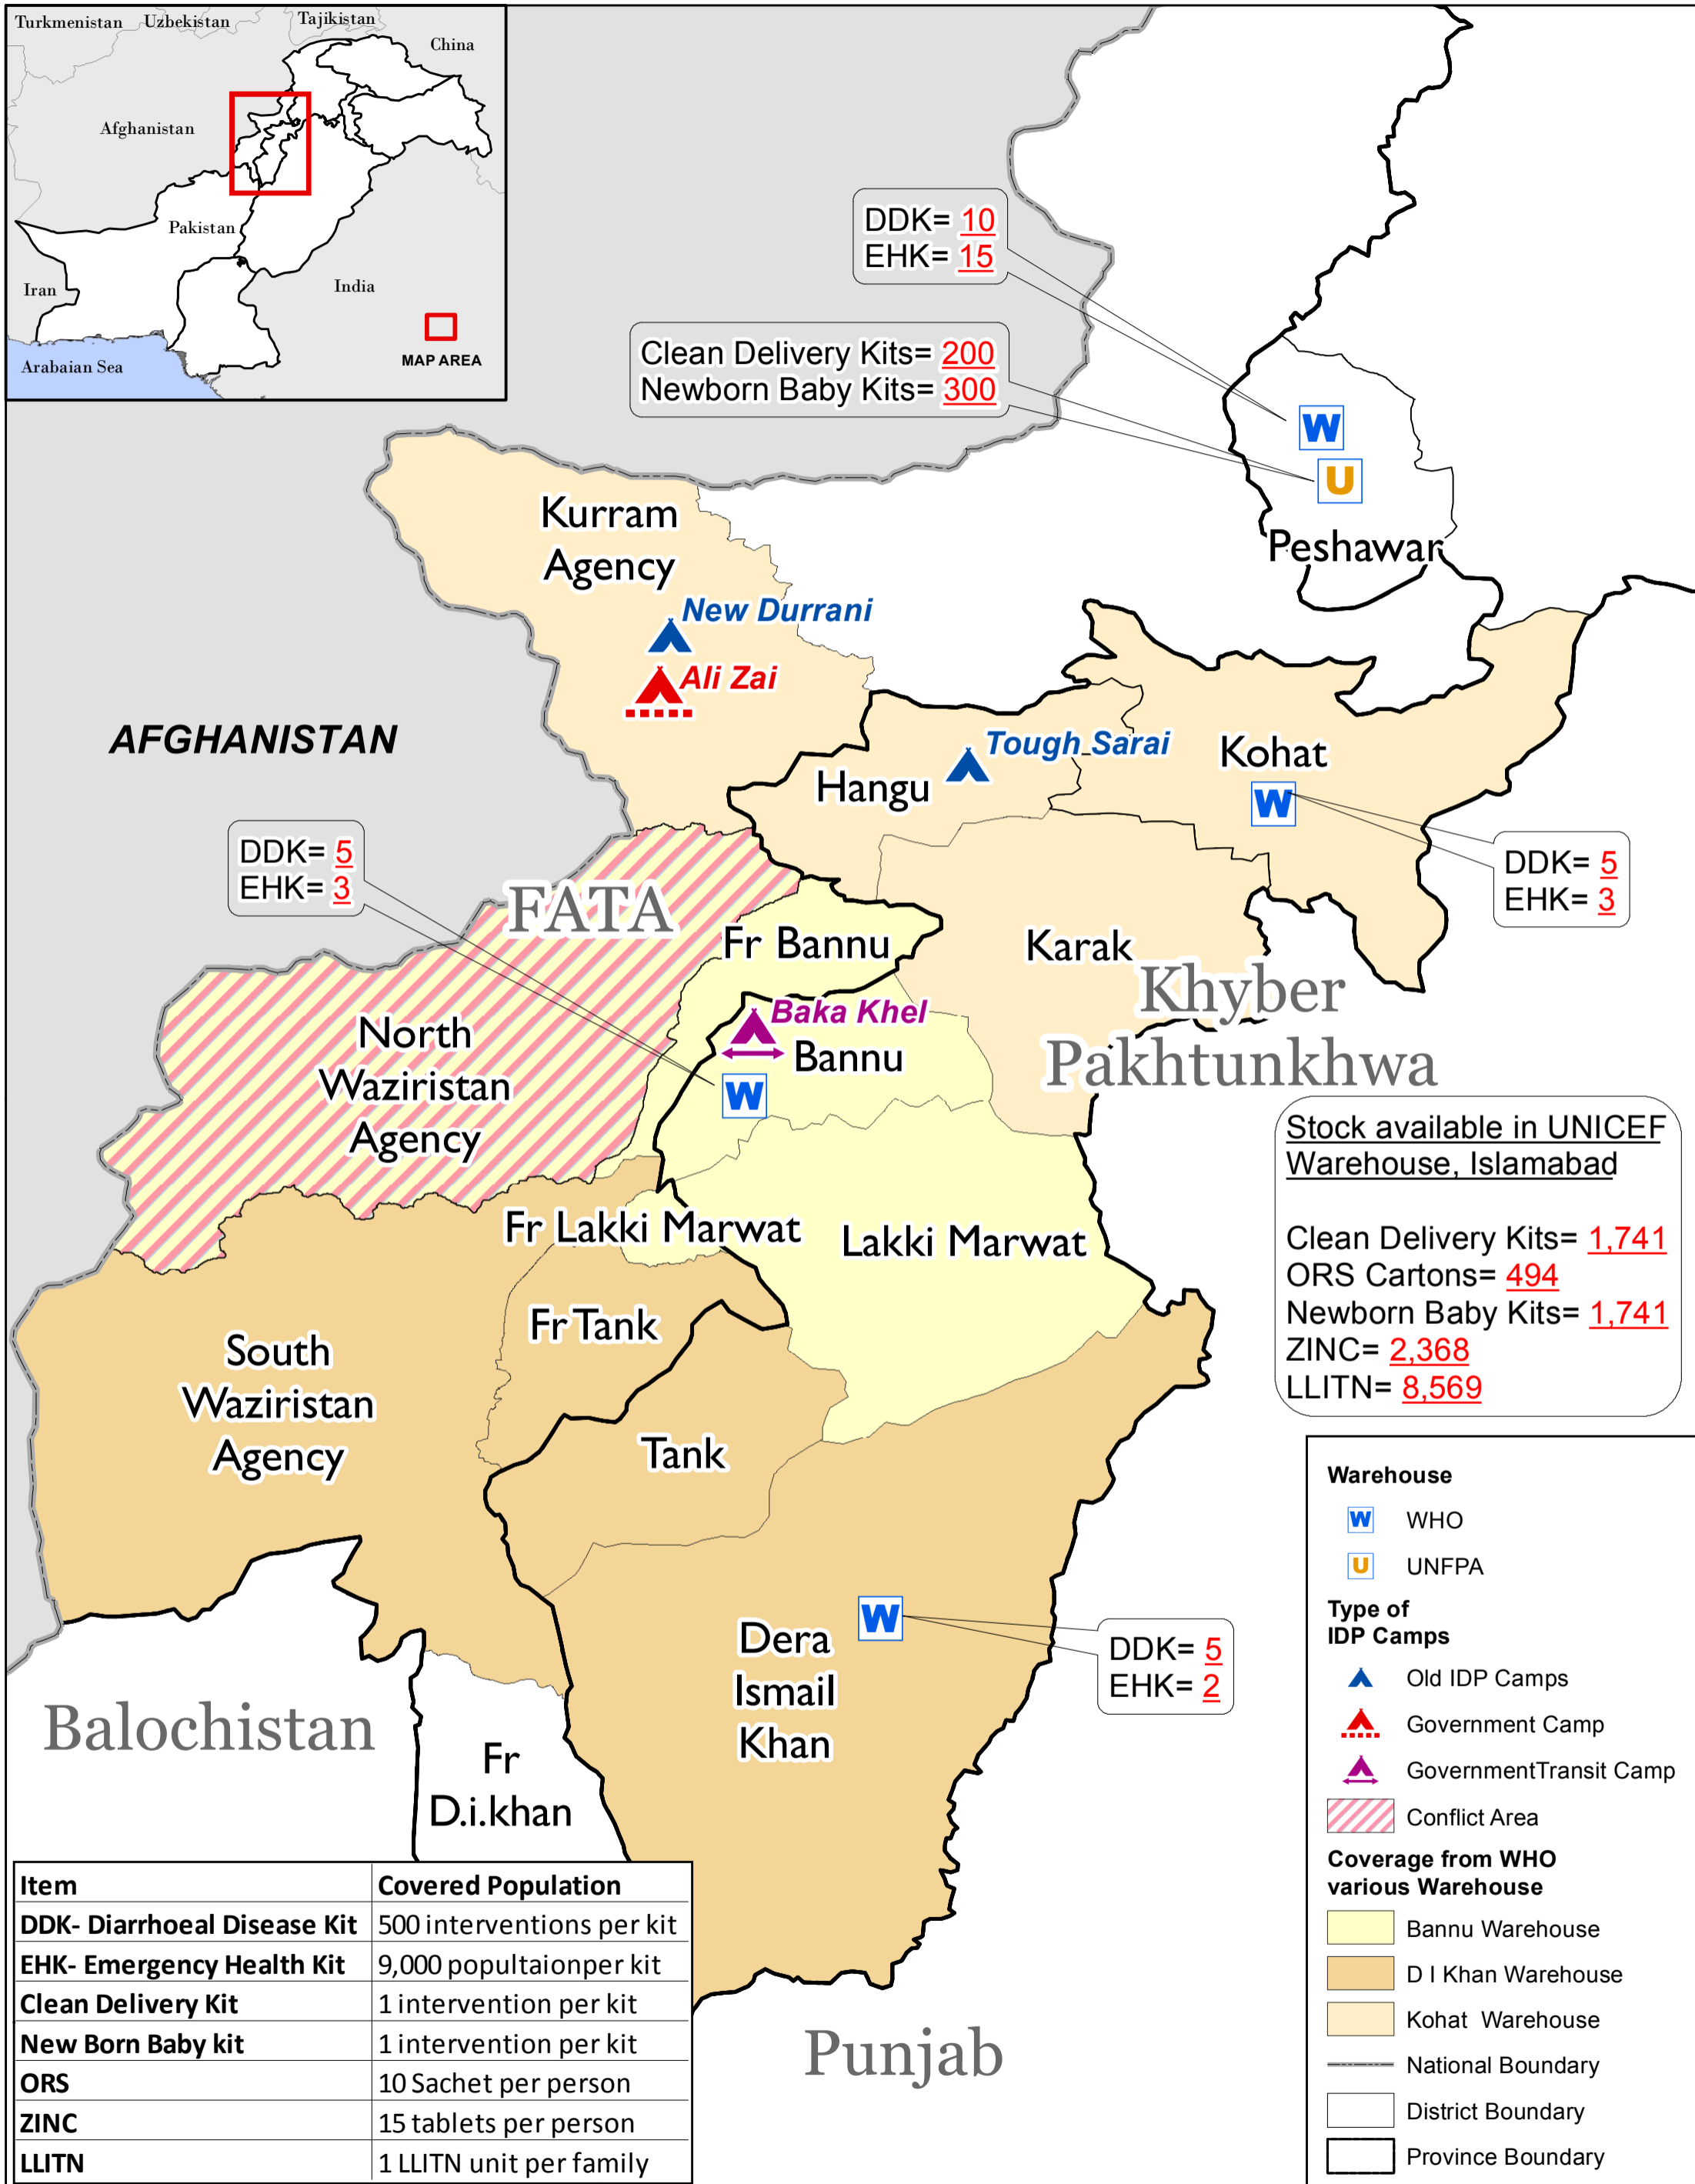 Turkmenistan
Uzbekistan
Tajikistan
China
Afghanistan
Pakistan
Iran
India
Arabaian Sea
MAP AREA
DDK= 10
EHK= 15
Clean Delivery Kits= 200
Newborn Baby Kits= 300
W
U
Peshawar
Kurram
Agency
New Durrani
Ali Zai
AFGHANISTAN
Tough Sarai
Hangu
Kohat
W
DDK= 5
EHK= 3
DDK= 5
EHK= 3
FATA
Fr Bannu
Karak
Khyber
Pakhtunkhwa
North
Waziristan
Agency
Baka Khel
Bannu
W
Fr Lakki Marwat
Lakki Marwat
Stock available in UNICEF
Warehouse, Islamabad
Clean Delivery Kits= 1,741
ORS Cartons= 494
Newborn Baby Kits= 1,741
ZINC= 2,368
LLITN= 8,569
Fr Tank
South
Waziristan
Agency
Tank
W
Dera
Ismail
Khan
DDK= 5
EHK= 2
Balochistan
Fr
D.i.khan
Punjab
Warehouse
W WHO
U UNFPA
Type of
IDP Camps
Old IDP Camps
Government Camp
GovernmentTransit Camp
Conflict Area
Coverage from WHO
various Warehouse
Bannu Warehouse
D I Khan Warehouse
Kohat Warehouse
National Boundary
District Boundary
Province Boundary
Item Covered Population
DDK- Diarrhoeal Disease Kit 500 interventions per kit
EHK- Emergency Health Kit 9,000 popultaionper kit
Clean Delivery Kit 1 intervention per kit
New Born Baby kit 1 intervention per kit
ORS 10 Sachet per person
ZINC 15 tablets per person
LLITN 1 LLITN unit per family